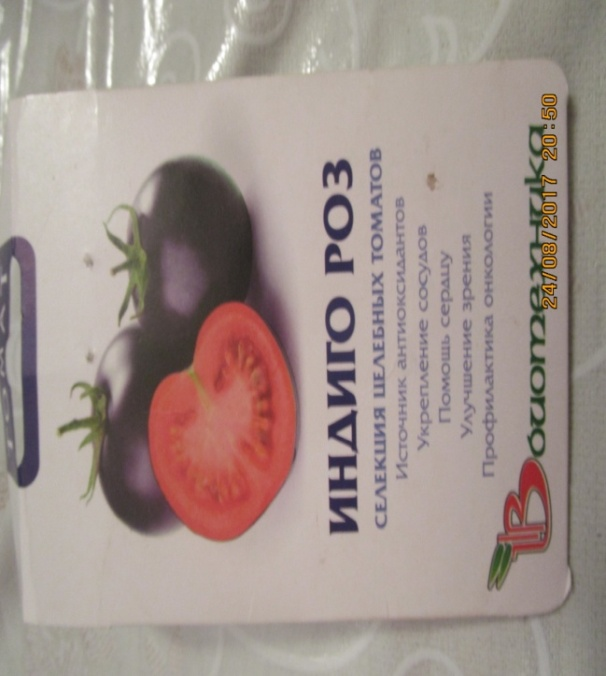 ТОМАТ
ИНДИГО РОЗ
СЕЛЕКЦИЯ ЦЕЛЕБНЫХ ТОМАТОВ
Источник антиоксидантов
Укрепление сосудов
Помощь сердцу
Улучшение зрения
Профилактика онкологии
Биотехника
24/08/2017 20:50